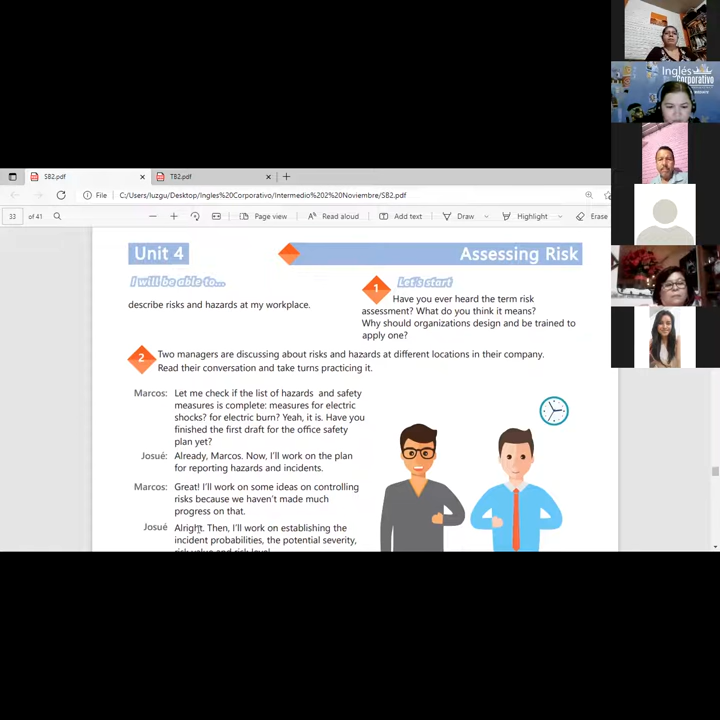 SB2.pdf
TB2.pdf
File
C:/Users/luzgu/Desktop/Ingles%20Corporativo/Intermedio%202%20Noviembre/SB2.pdf
33 of 41
Page view
Read aloud
Add text
Draw
Highlight
Erase
Unit 4
Assessing Risk
I will be able to...
describe risks and hazards at my workplace.
1
Let's start
Have you ever heard the term risk
assessment? What do you think it means?
Why should organizations design and be trained to
apply one?
2
Two managers are discussing about risks and hazards at different locations in their company.
Read their conversation and take turns practicing it.
Marcos: Let me check if the list of hazards and safety
measures is complete: measures for electric
shocks? for electric burn? Yeah, it is. Have you
finished the first draft for the office safety
plan yet?
Josué: Already, Marcos. Now, I'll work on the plan
for reporting hazards and incidents.
Marcos: Great! I'll work on some ideas on controlling
risks because we haven't made much
progress on that.
Josué Alright. Then, I'll work on establishing the
incident probabilities, the potential severity,
risk value and risk level.
Inglés
Corporativo